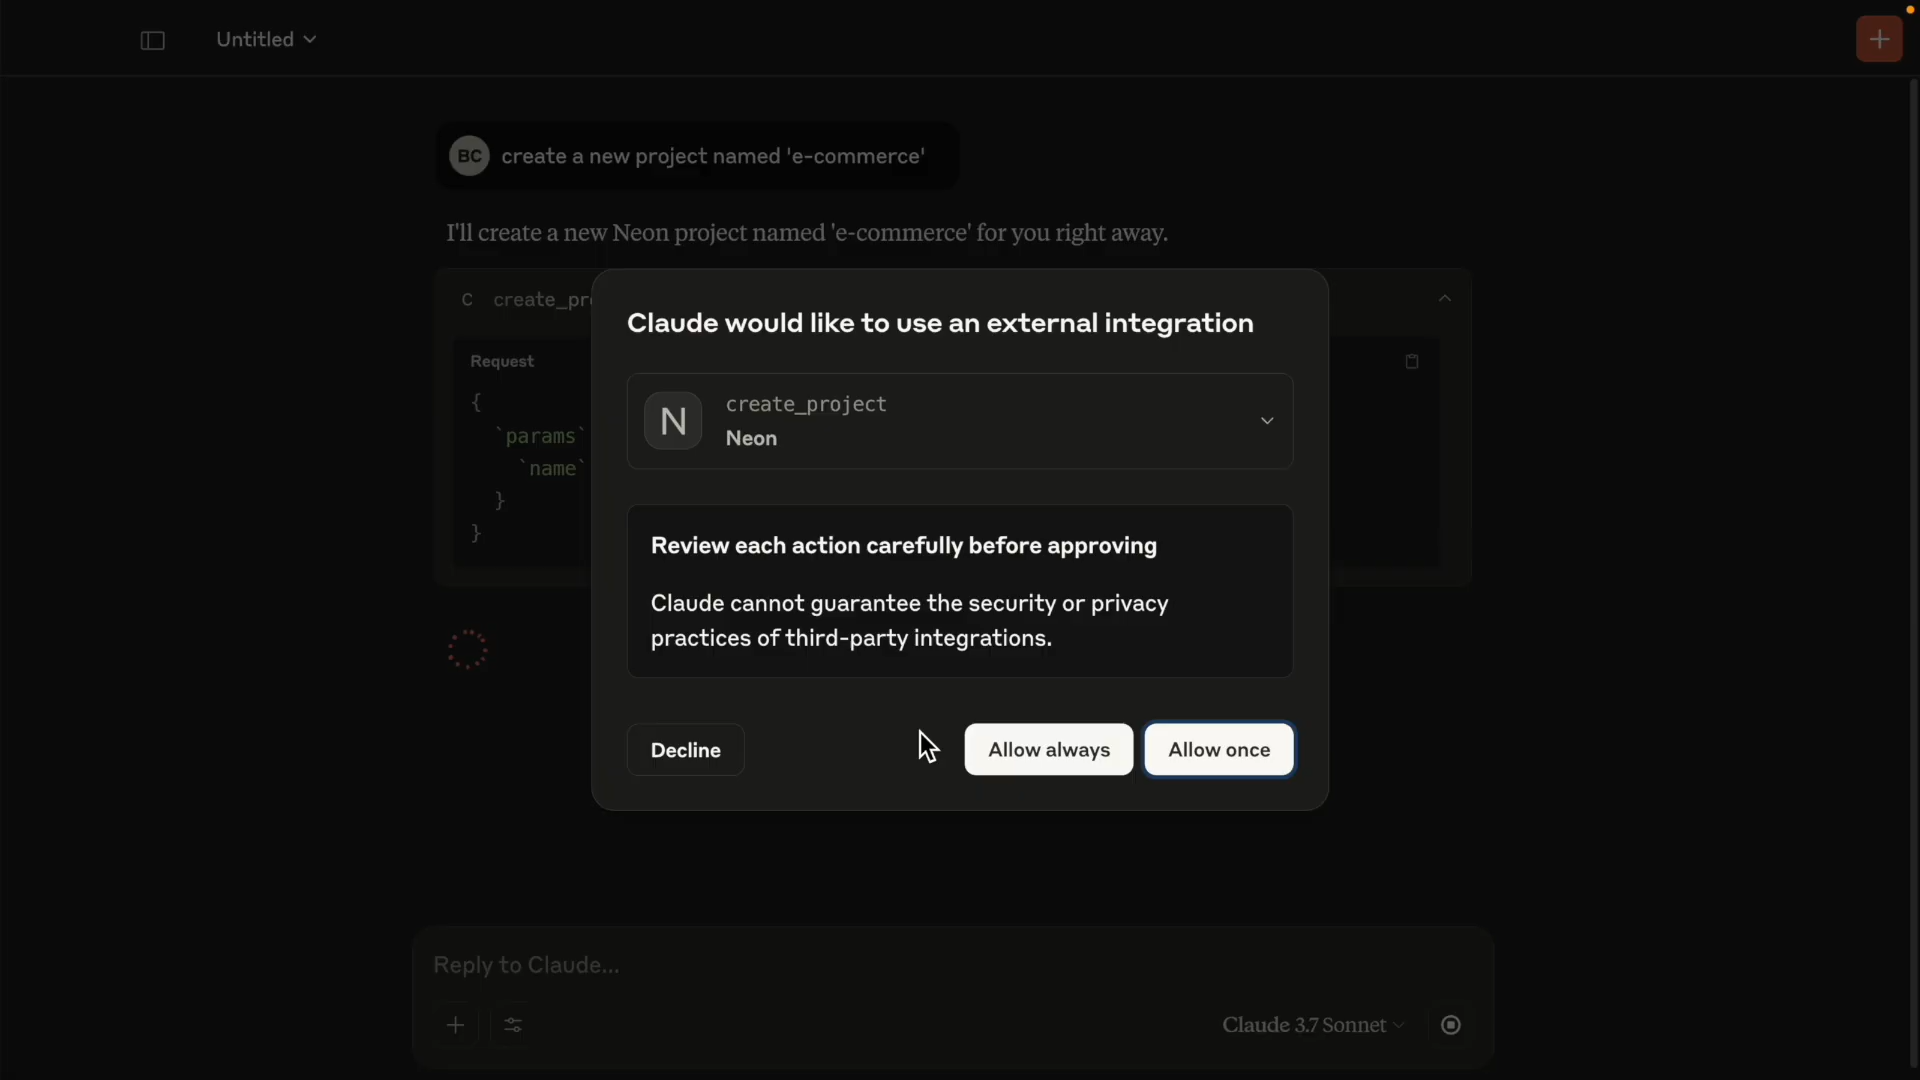 Untitled
BC create a new project named 'e-commerce'
I'll create a new Neon project named 'e-commerce' for you right away.
C
Claude would like to use an external integration
N
create_project
Neon
Request
{
`params`
`name`
}
}
Review each action carefully before approving
Claude cannot guarantee the security or privacy
practices of third-party integrations.
Decline
Allow always
Allow once
Reply to Claude...
Claude 3.7 Sonnet